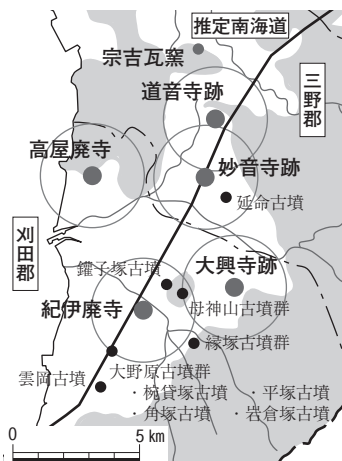 推定南海道
宗吉瓦窯
三野郡
道音寺跡
高屋廃寺
妙音寺跡
延命古墳
刈田郡
鑵子塚古墳
大興寺跡
母神山古墳群
紀伊廃寺
縁塚古墳群
雲岡古墳
大野原古墳群
・椀貸塚古墳 ・平塚古墳
・角塚古墳 ・岩倉塚古墳
0 5 km